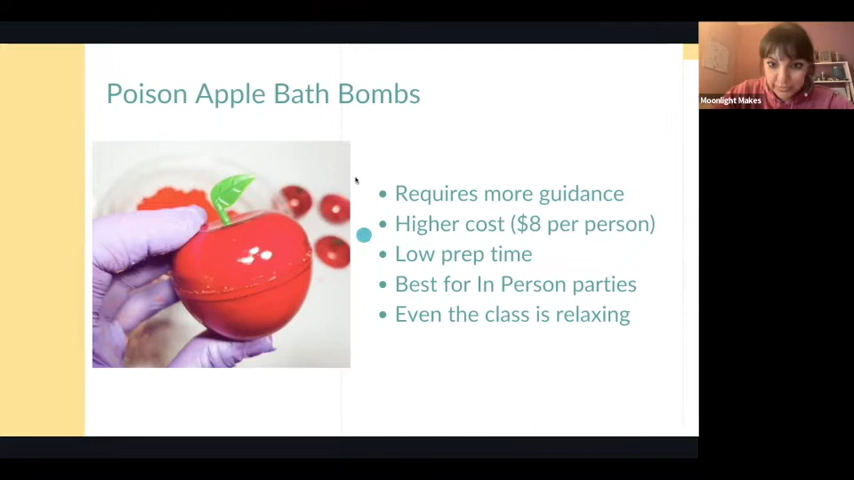 Poison Apple Bath Bombs
Moonlight Makes
• Requires more guidance
• Higher cost ($8 per person)
• Low prep time
• Best for In Person parties
• Even the class is relaxing